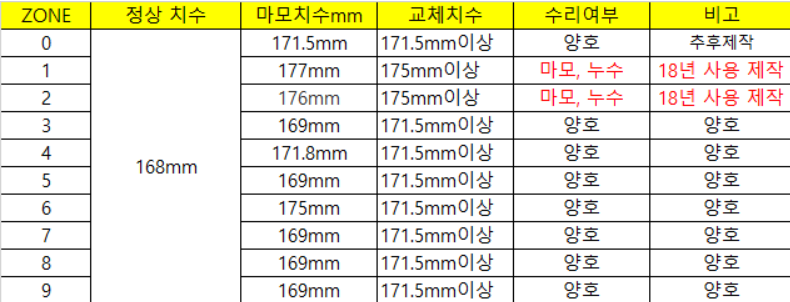 ZONE 정상 치수 마모치수mm 교체치수 수리여부 비고
0 168mm 171.5mm 171.5mm이상 양호 추후제작
1 177mm 175mm이상 마모, 누수 18년 사용 제작
2 176mm 175mm이상 마모, 누수 18년 사용 제작
3 169mm 171.5mm이상 양호 양호
4 171.8mm 171.5mm이상 양호 양호
5 169mm 171.5mm이상 양호 양호
6 175mm 171.5mm이상 양호 양호
7 169mm 171.5mm이상 양호 양호
8 169mm 171.5mm이상 양호 양호
9 169mm 171.5mm이상 양호 양호